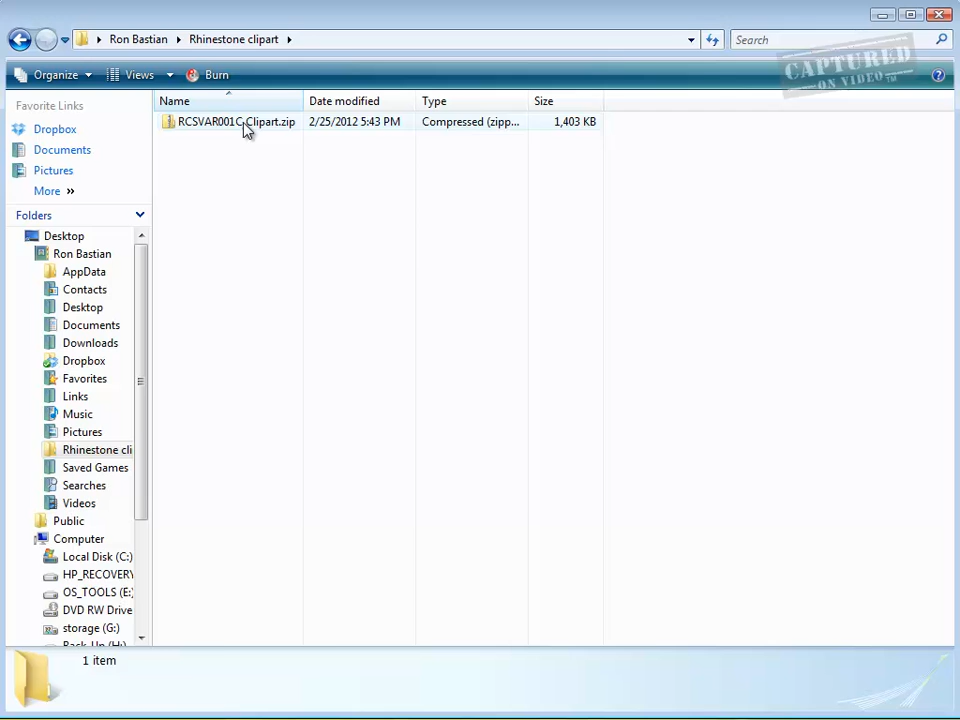 Ron Bastian Rhinestone clipart
Search
CAPTURED
ON VIDEO™
Organize Views Burn
Favorite Links
Dropbox
Documents
Pictures
More »
Folders
Desktop
Ron Bastian
AppData
Contacts
Desktop
Documents
Downloads
Dropbox
Favorites
Links
Music
Pictures
Rhinestone cli
Saved Games
Searches
Videos
Public
Computer
Local Disk (C:)
HP_RECOVERY
OS_TOOLS (E:)
DVD RW Drive
storage (G:)
Back-Up (H:)
Name Date modified Type Size
RCSVAR001C Clipart.zip 2/25/2012 5:43 PM Compressed (zipp... 1,403 KB
1 item